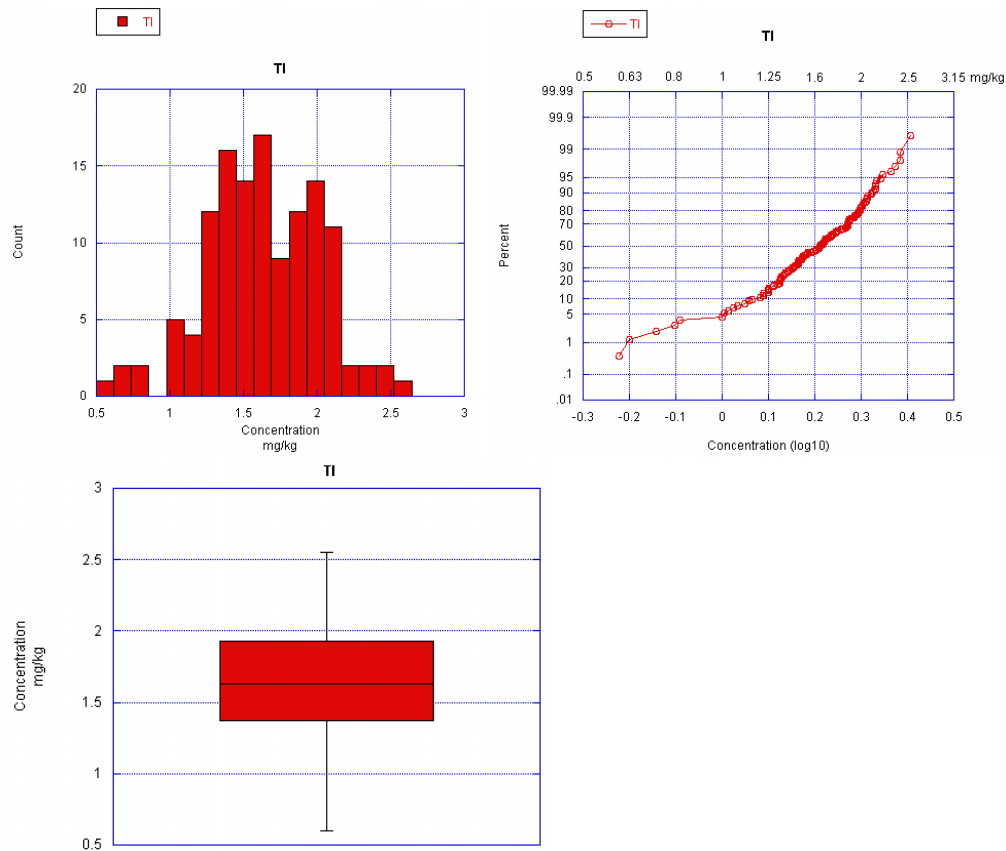 Tl
Tl
20
15
10
5
0
Count
0.5 1 1.5 2 2.5 3
Concentration
mg/kg
Tl
Tl
0.5 0.63 0.8 1 1.25 1.6 2 2.5 3.15 mg/kg
99.99
99.9
99
95
90
80
70
50
30
20
10
5
1
.1
.01
Percent
-0.3 -0.2 -0.1 0 0.1 0.2 0.3 0.4 0.5
Concentration (log10)
Tl
3
2.5
2
1.5
1
0.5
Concentration
mg/kg